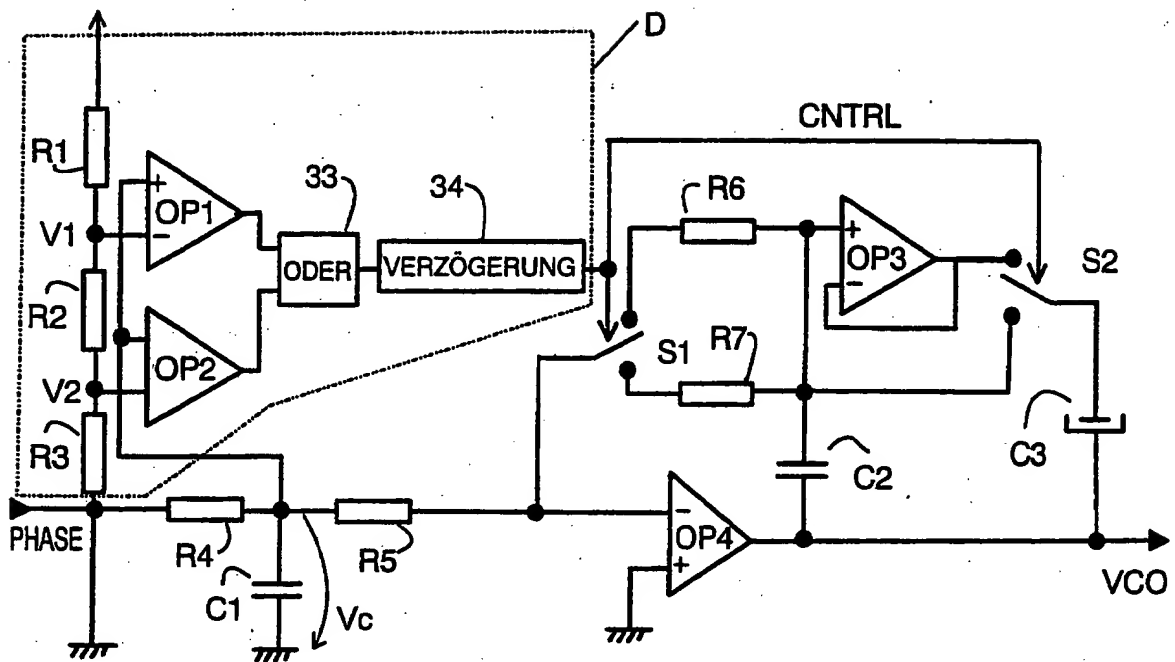 D
CNTRL
R1
+
OP1
-
V1
33
ODER
34
VERZÖGERUNG
R6
+
OP3
-
S2
R2
OP2
V2
S1
R7
R3
C3
C2
PHASE
R4
R5
-
OP4
+
C1
Vc
VCO